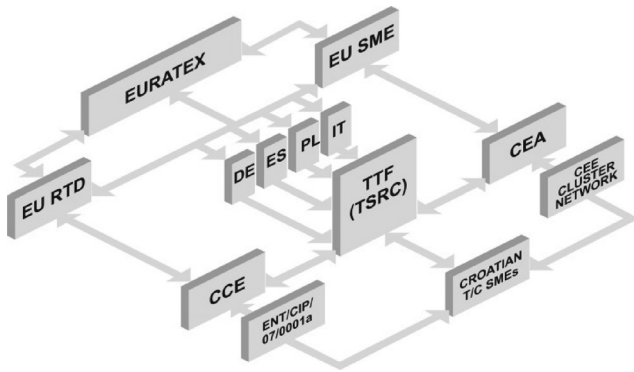 EU SME
EURATEX
IT
PL
ES
DE
CEA
TTF
(TSRC)
CEE
CLUSTER
NETWORK
EU RTD
CCE
CROATIAN
T/C SMEs
ENT/CIP/
07/0001a